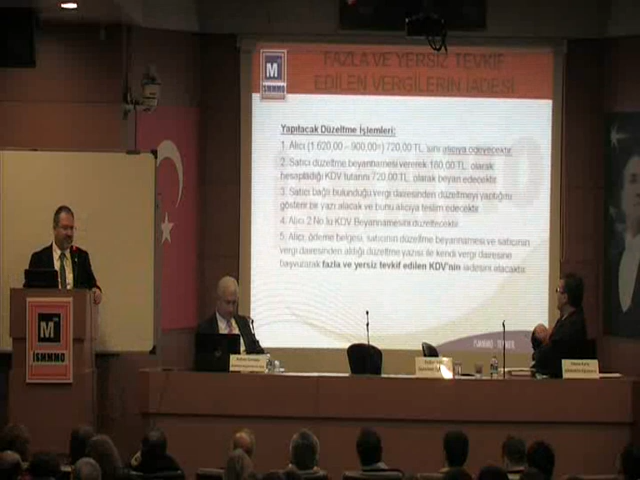 M
ISMMMO
FAZLA VE YERSİZ TEVKİF
EDİLEN VERGİLERİN İADESİ
Yapılacak Düzeltme İşlemleri:
1. Alıcı (1.620,00 – 900,00=) 720,00 TL 'sını alıcıya ödeyecektir.
2. Satıcı düzeltme beyannamesi vererek 180,00 TL. olarak
hesapladığı KDV tutarını 720,00 TL. olarak beyan edecektir.
3. Satıcı bağlı bulunduğu vergi dairesinden düzeltmeyi yaptığını
gösterir bir yazı alacak ve bunu alıcıya teslim edecektir.
4. Alıcı 2 No.lu KDV Beyannamesini düzeltecektir.
5. Alıcı, ödeme belgesi, satıcının düzeltme beyannamesi ve satıcının
vergi dairesinden aldığı düzeltme yazısı ile kendi vergi dairesine
başvurarak fazla ve yersiz tevkif edilen KDV'nin iadesini alacaktır.
M
ISMMMO